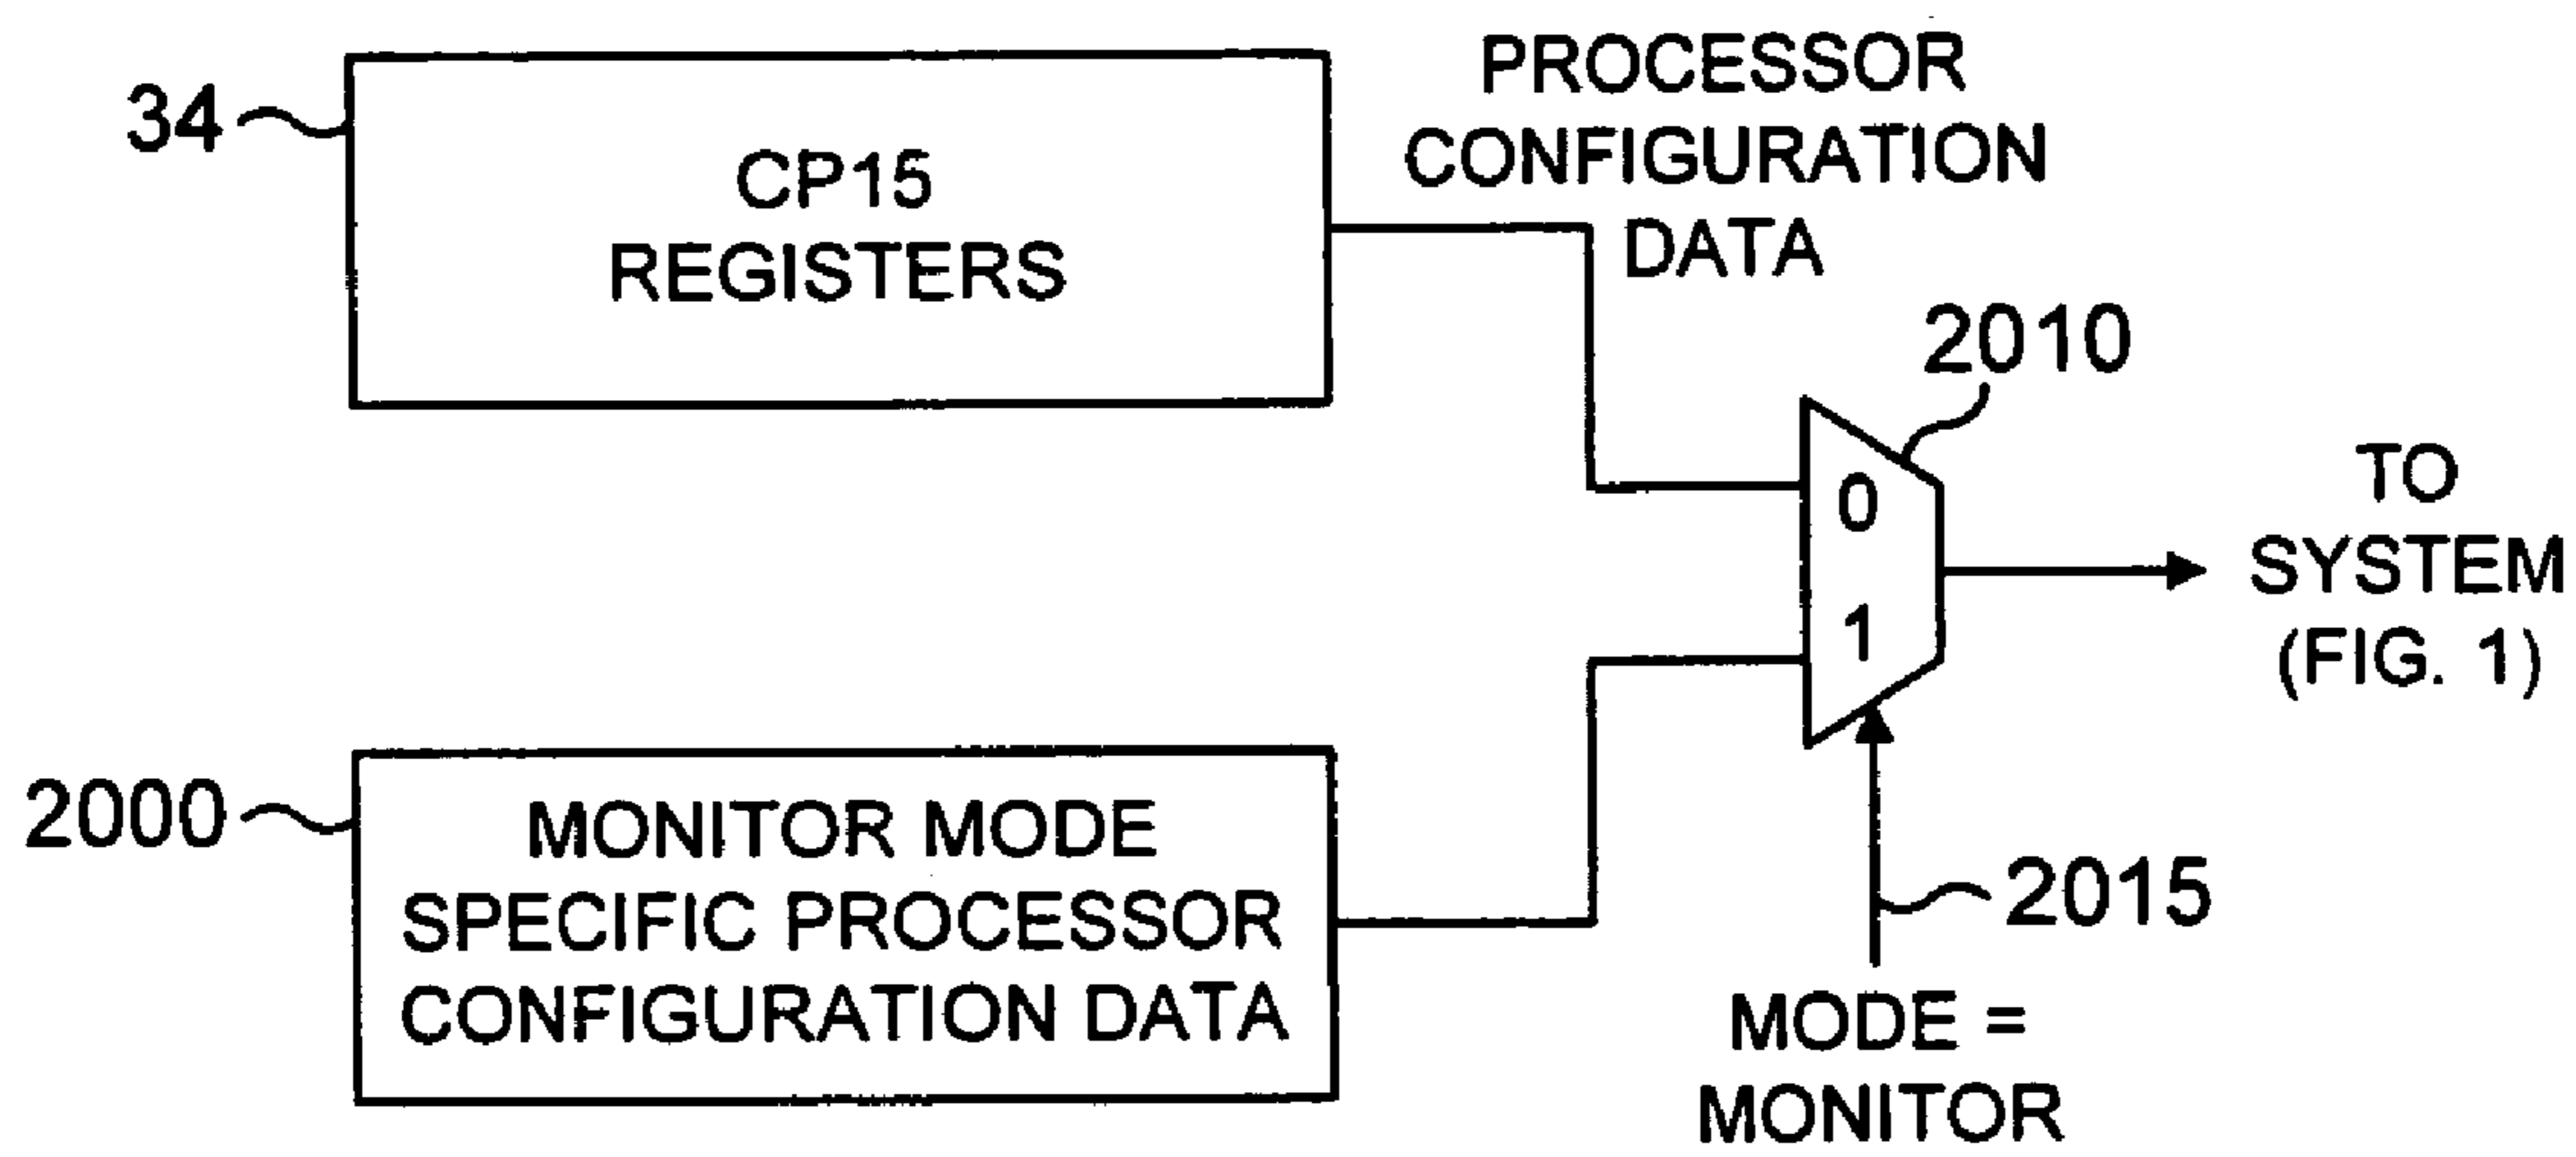 PROCESSOR
CONFIGURATION
DATA
34
CP15
REGISTERS
2010
0
1
TO
SYSTEM
(FIG. 1)
2000
MONITOR MODE
SPECIFIC PROCESSOR
CONFIGURATION DATA
2015
MODE =
MONITOR